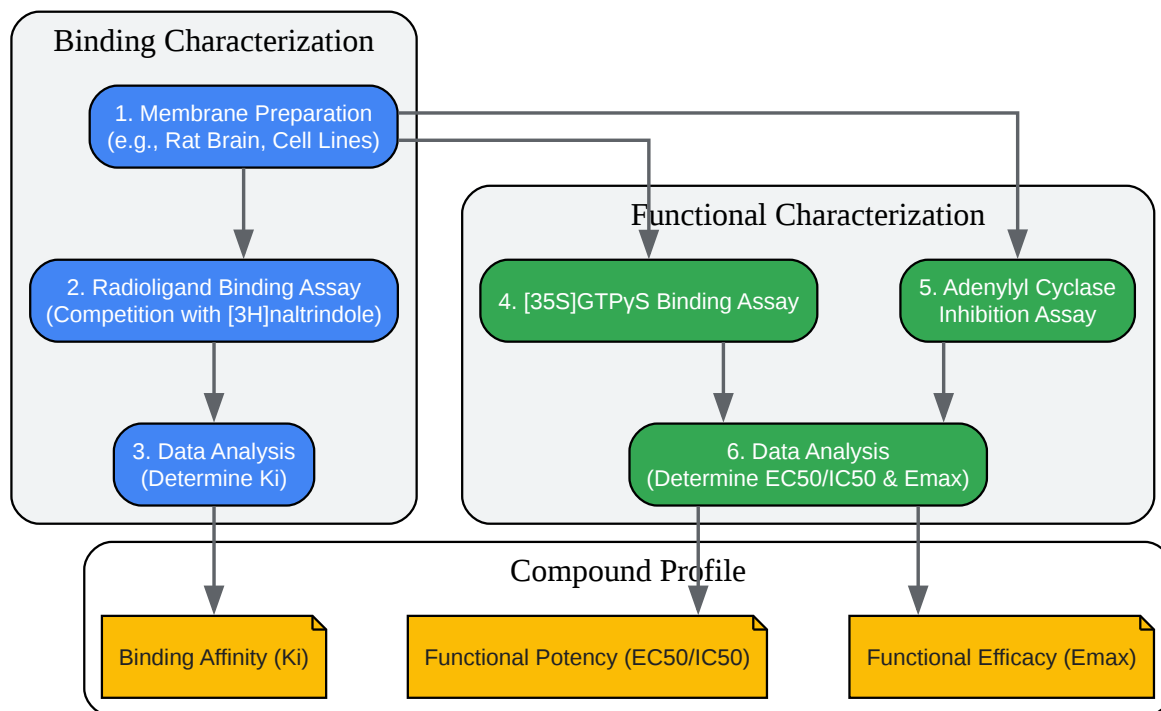 Binding Characterization
1. Membrane Preparation
(e.g., Rat Brain, Cell Lines)
2. Radioligand Binding Assay
(Competition with [3H]naltrindole)
3. Data Analysis
(Determine Ki)
Functional Characterization
4. [35S]GTPγS Binding Assay
5. Adenylyl Cyclase
Inhibition Assay
6. Data Analysis
(Determine EC50/IC50 & Emax)
Compound Profile
Binding Affinity (Ki)
Functional Potency (EC50/IC50)
Functional Efficacy (Emax)